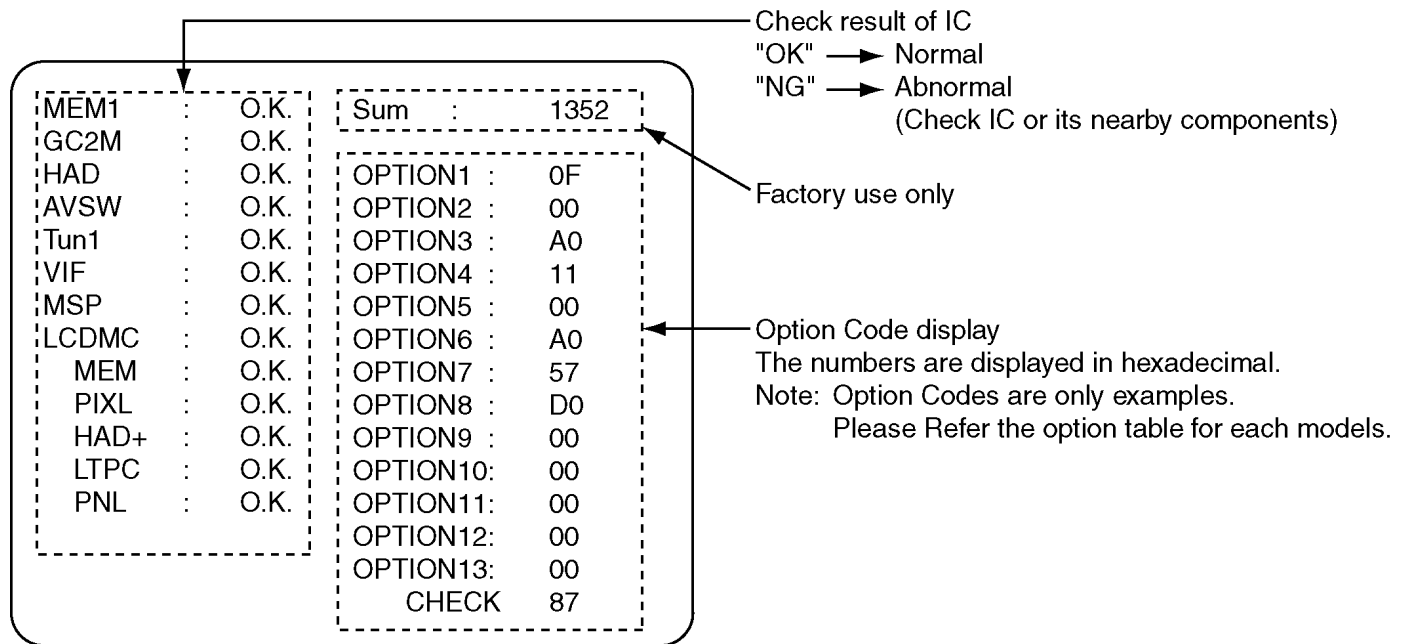 Check result of IC
"OK" → Normal
"NG" → Abnormal
(Check IC or its nearby components)
MEM1 : O.K.
GC2M : O.K.
HAD : O.K.
AVSW : O.K.
Tun1 : O.K.
VIF : O.K.
MSP : O.K.
LCDMC : O.K.
MEM : O.K.
PIXL : O.K.
HAD+ : O.K.
LTPC : O.K.
PNL : O.K.
Sum : 1352
Factory use only
OPTION1 : 0F
OPTION2 : 00
OPTION3 : A0
OPTION4 : 11
OPTION5 : 00
OPTION6 : A0
OPTION7 : 57
OPTION8 : D0
OPTION9 : 00
OPTION10: 00
OPTION11: 00
OPTION12: 00
OPTION13: 00
CHECK 87
Option Code display
The numbers are displayed in hexadecimal.
Note: Option Codes are only examples.
Please Refer the option table for each models.